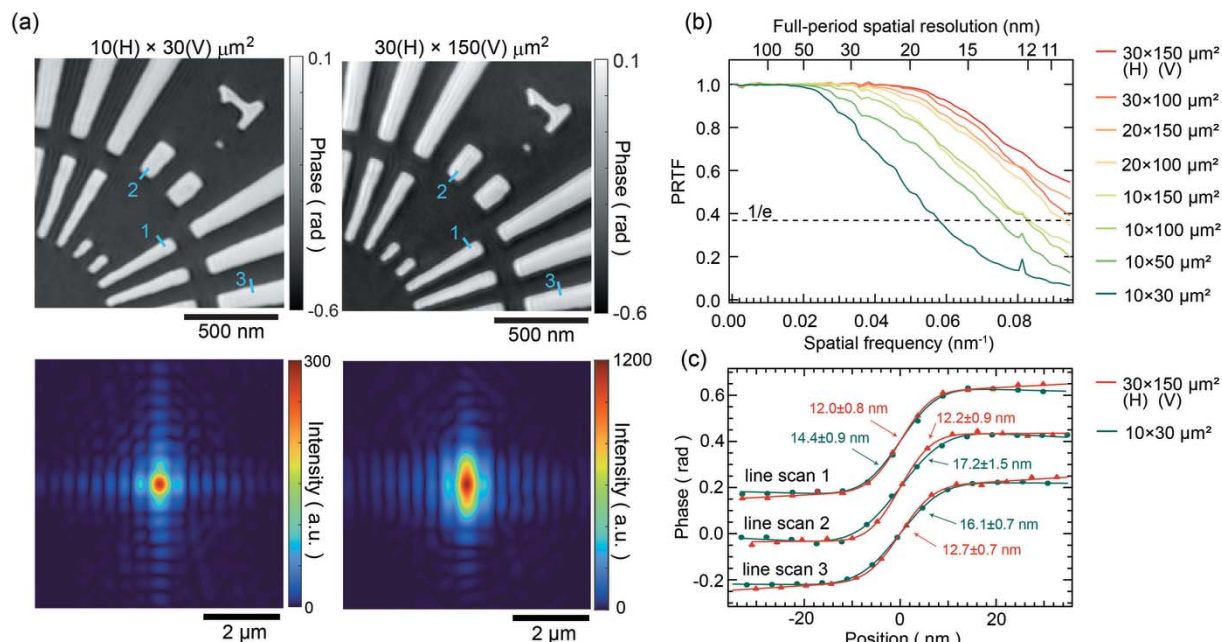 (a)
10(H) × 30(V) μm²
30(H) × 150(V) μm²
0.1
Phase ( rad )
-0.6
0.1
Phase ( rad )
-0.6
2
1
3
2
1
3
500 nm
500 nm
300
Intensity ( a.u. )
0
1200
Intensity ( a.u. )
0
2 μm
2 μm
(b)
Full-period spatial resolution (nm)
100 50 30 20 15 12 11
1.0
0.8
0.6
0.4
0.2
0.0
PRTF
1/e
0.00 0.02 0.04 0.06 0.08
Spatial frequency (nm⁻¹)
30×150 μm²
(H) (V)
30×100 μm²
20×150 μm²
20×100 μm²
10×150 μm²
10×100 μm²
10×50 μm²
10×30 μm²
(c)
0.6
0.4
0.2
0.0
-0.2
Phase ( rad )
12.0±0.8 nm
12.2±0.9 nm
14.4±0.9 nm
line scan 1
17.2±1.5 nm
line scan 2
16.1±0.7 nm
line scan 3
12.7±0.7 nm
-20 0 20
Position ( nm )
30×150 μm²
(H) (V)
10×30 μm²